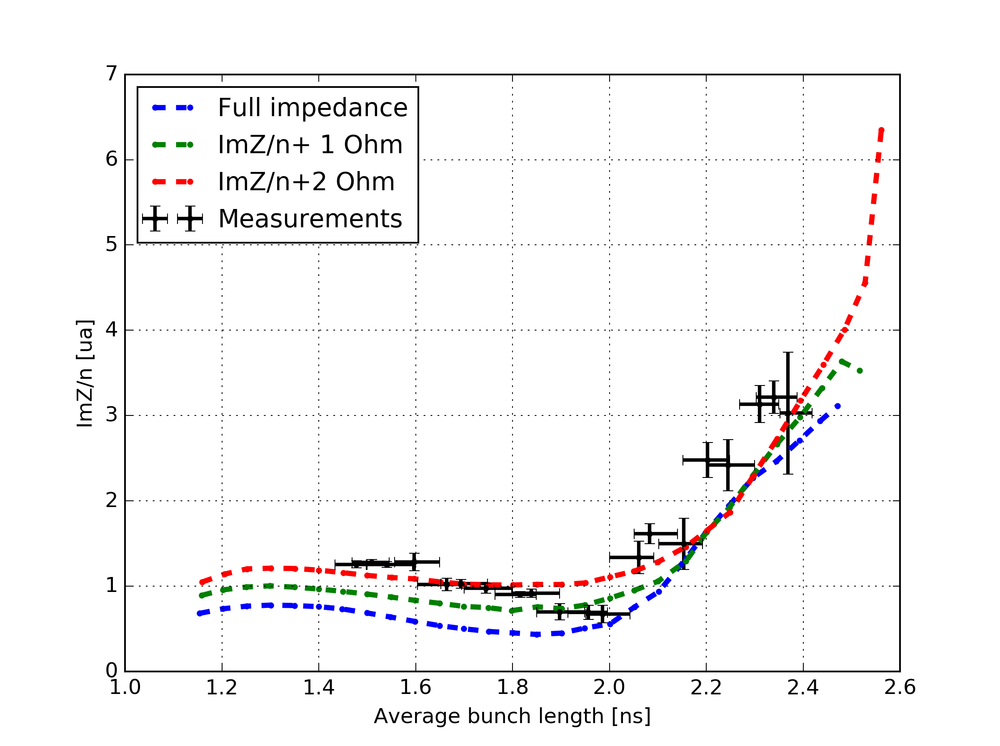 7
6
5
4
3
2
1
0
ImZ/n [ua]
Full impedance
ImZ/n+ 1 Ohm
ImZ/n+2 Ohm
Measurements
1.0 1.2 1.4 1.6 1.8 2.0 2.2 2.4 2.6
Average bunch length [ns]